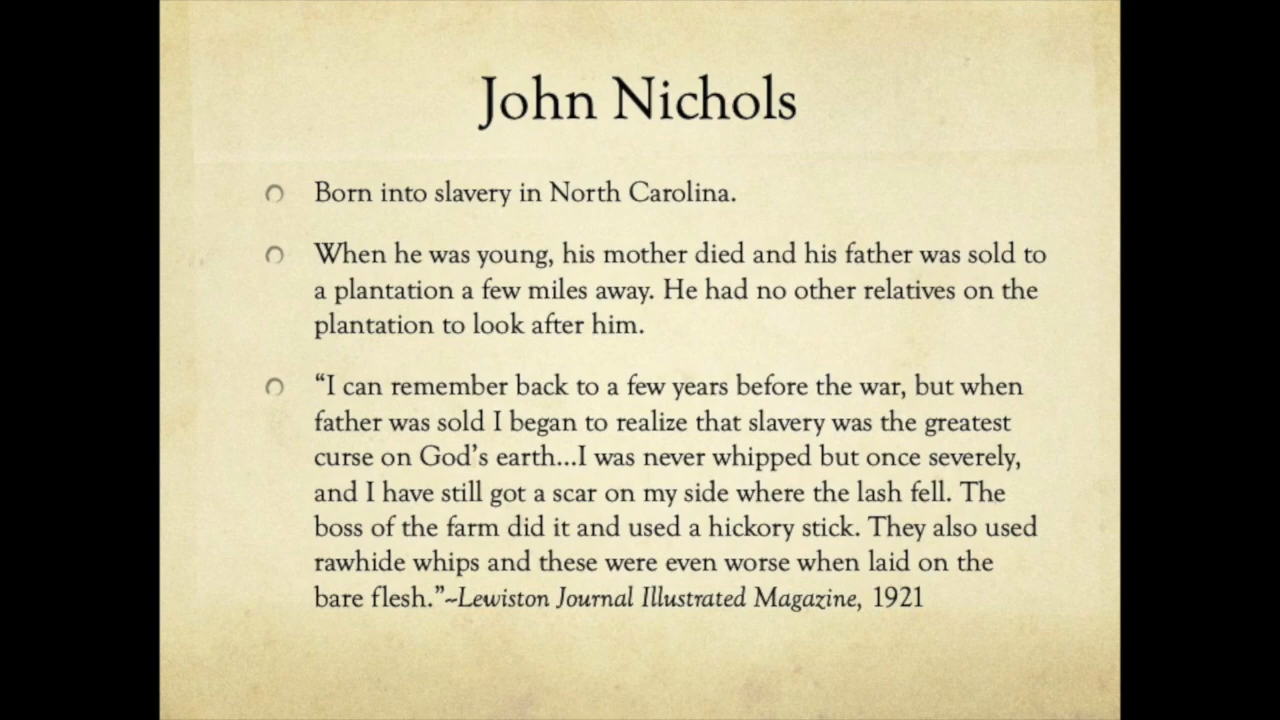 John Nichols
Born into slavery in North Carolina.
When he was young, his mother died and his father was sold to
a plantation a few miles away. He had no other relatives on the
plantation to look after him.
“I can remember back to a few years before the war, but when
father was sold I began to realize that slavery was the greatest
curse on God’s earth...I was never whipped but once severely,
and I have still got a scar on my side where the lash fell. The
boss of the farm did it and used a hickory stick. They also used
rawhide whips and these were even worse when laid on the
bare flesh.”~Lewiston Journal Illustrated Magazine, 1921